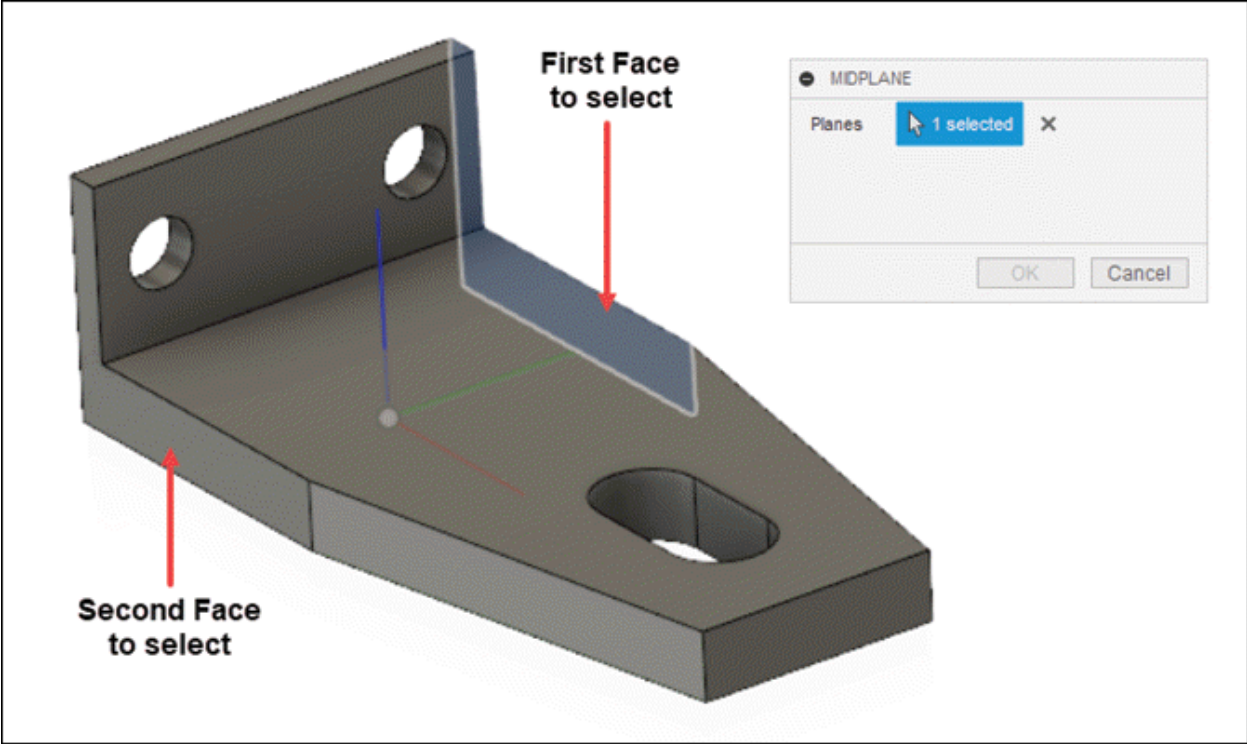 First Face
to select
MIDPLANE
Planes 1 selected
OK Cancel
Second Face
to select